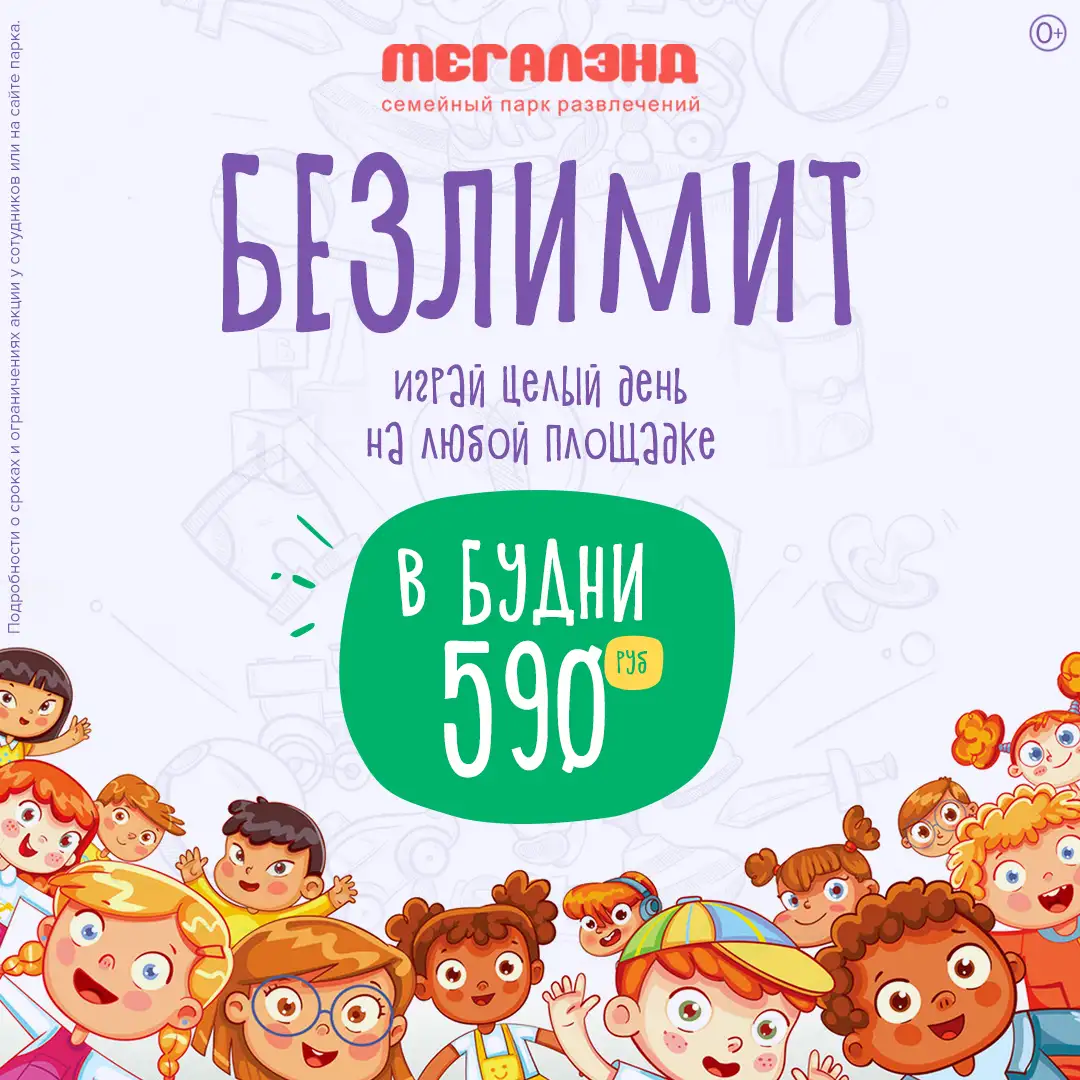 МЕГАЛЭНД
семейный парк развлечений
0+
БЕЗЛИМИТ
играй целый день
на любой площадке
в будни
590 руб
Подробности о сроках и ограничениях акции у сотудников или на сайте парка.